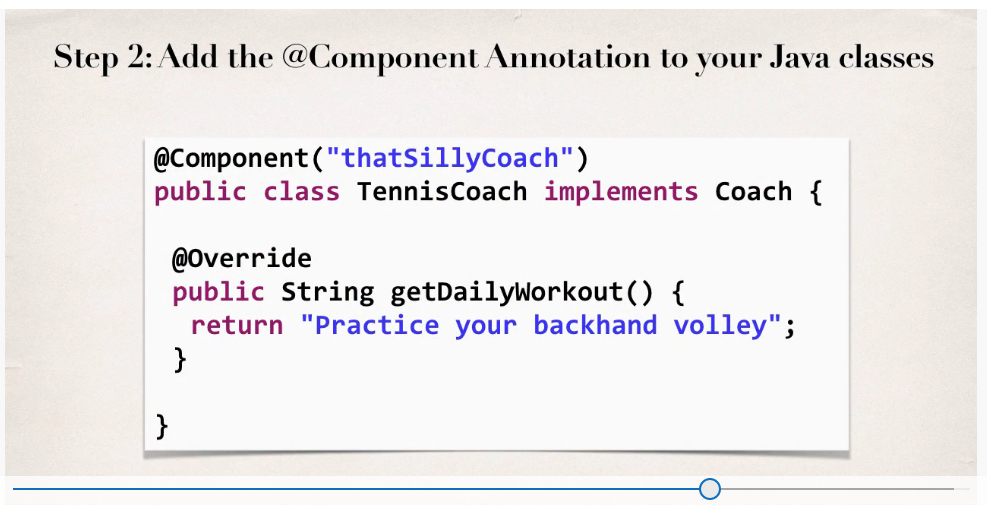 Step 2: Add the @Component Annotation to your Java classes
@Component("thatSillyCoach")
public class TennisCoach implements Coach {
@Override
public String getDailyWorkout() {
return "Practice your backhand volley";
}
}